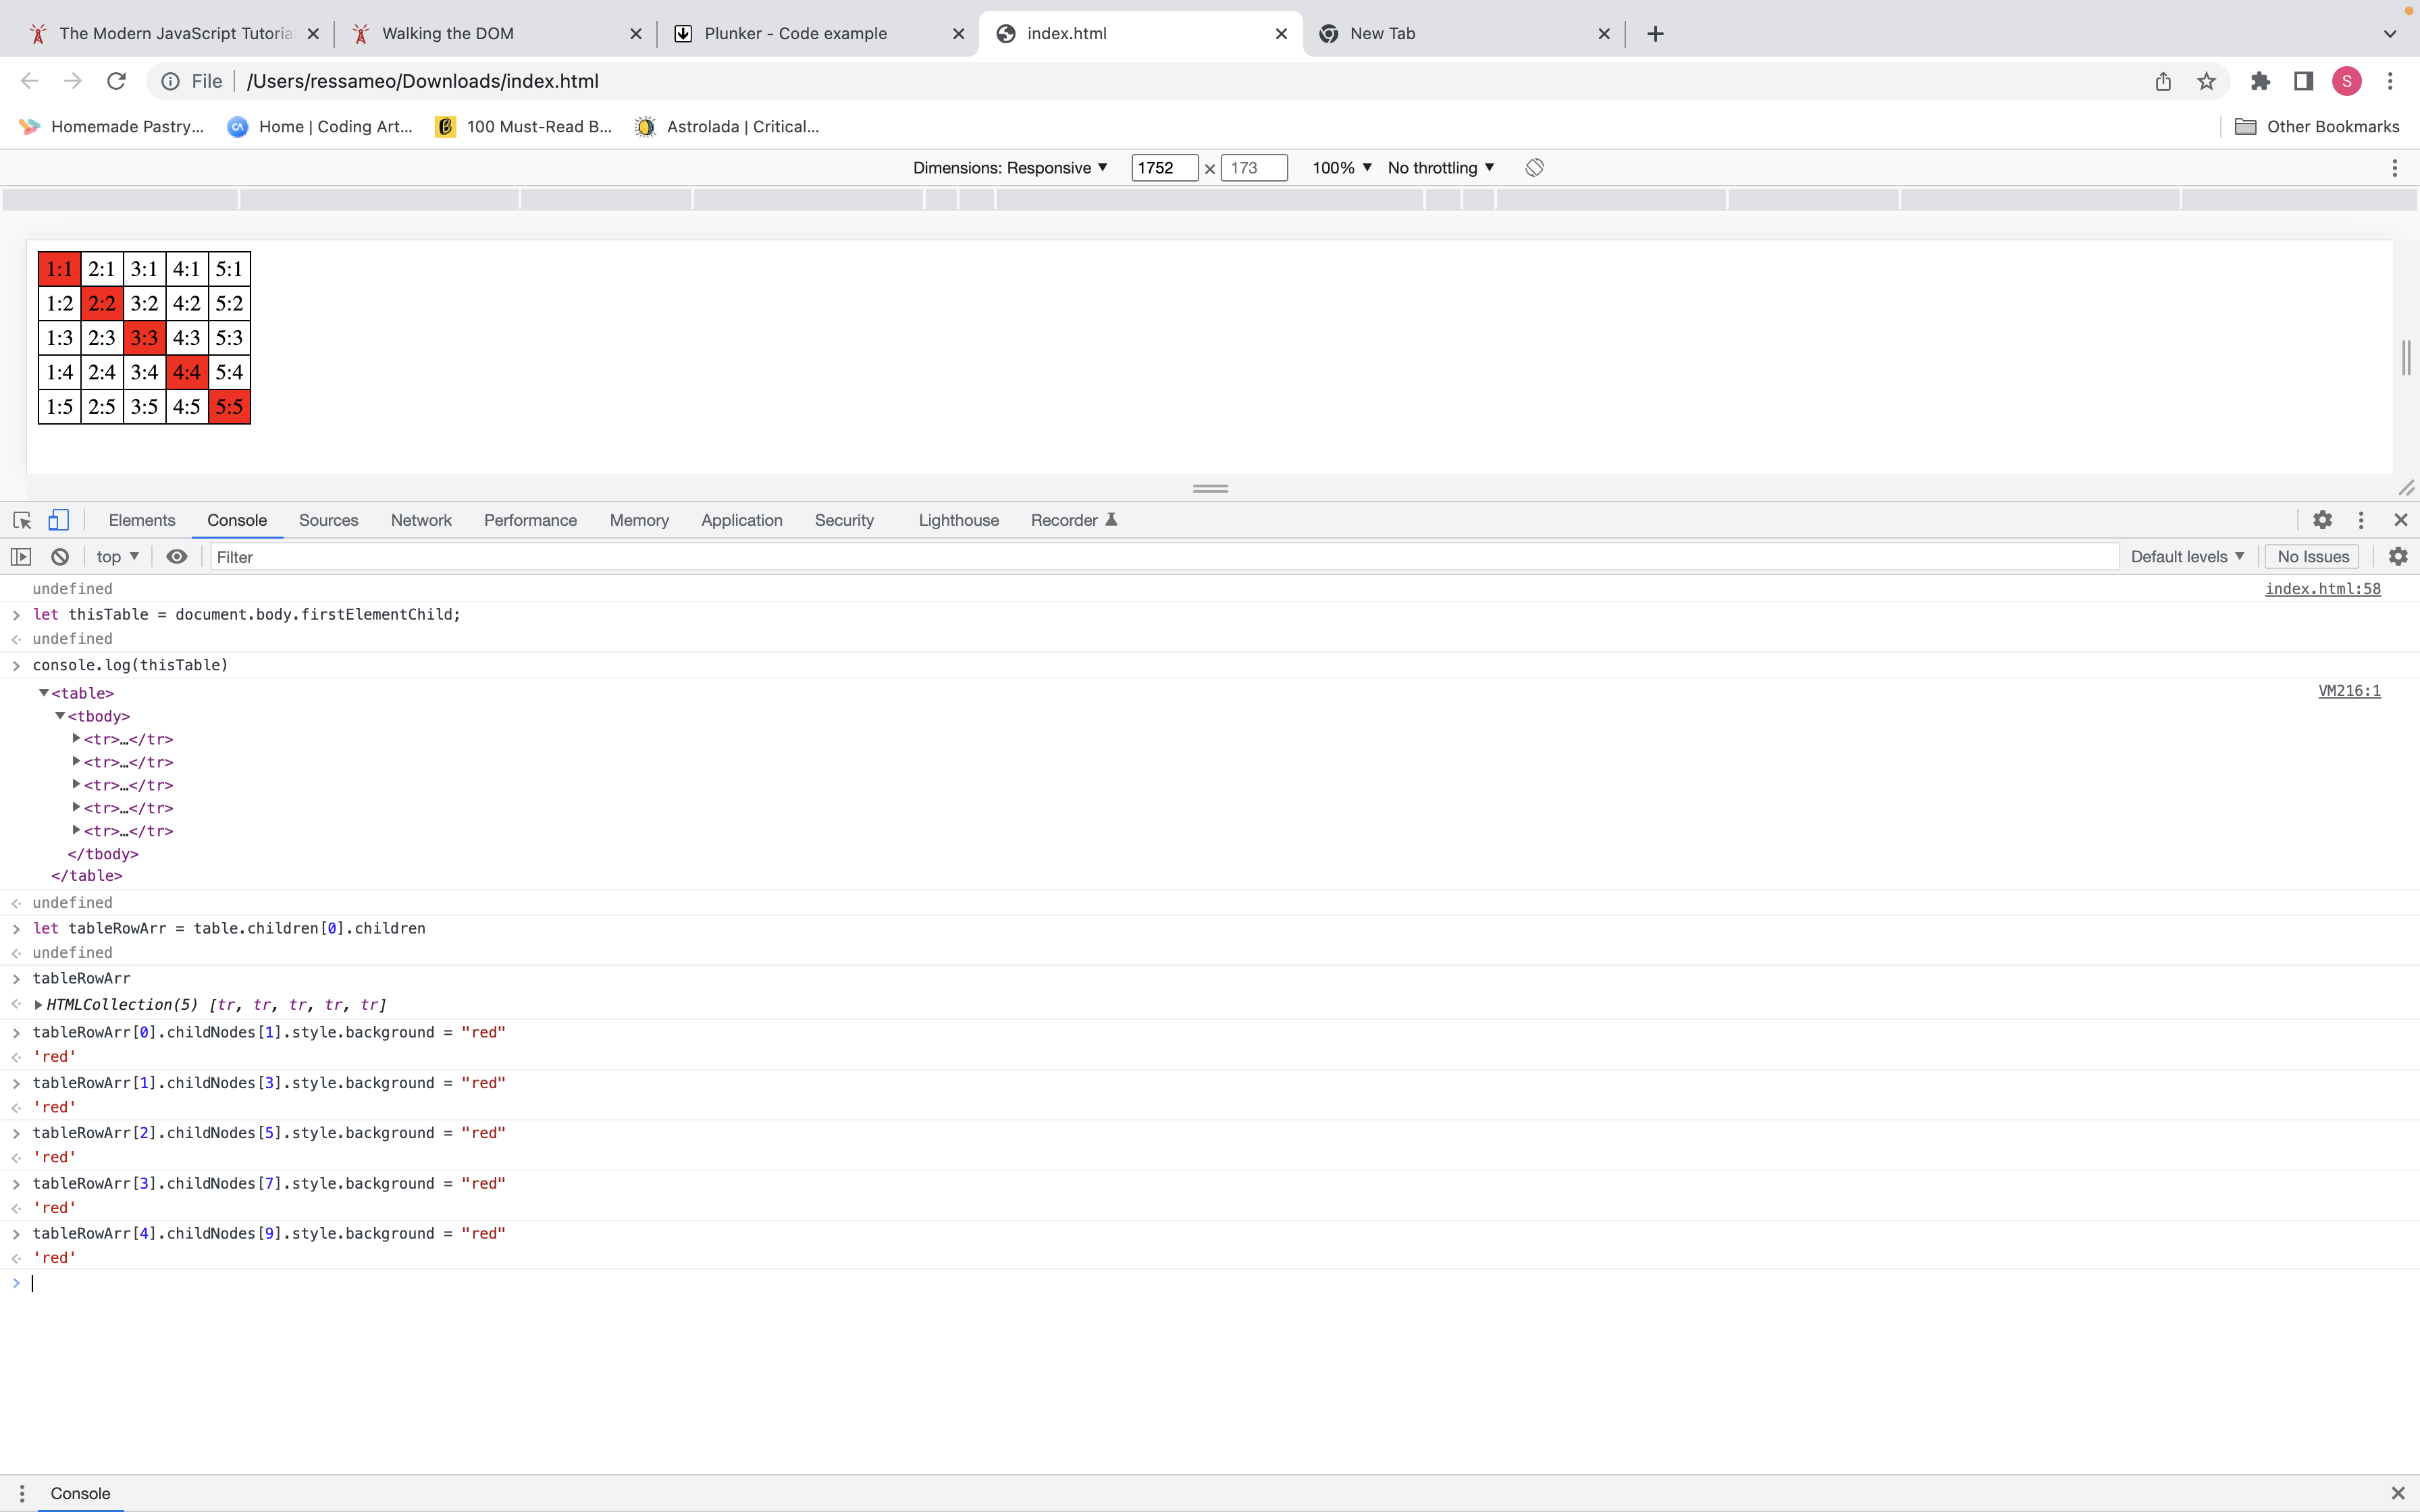 The Modern JavaScript Tutoria
Walking the DOM
Plunker - Code example
index.html
New Tab
File
/Users/ressameo/Downloads/index.html
S
Homemade Pastry...
Home | Coding Art...
100 Must-Read B...
Astrolada | Critical...
Other Bookmarks
Dimensions: Responsive ▼ 1752 × 173 100% ▼ No throttling ▼
1:1 2:1 3:1 4:1 5:1
1:2 2:2 3:2 4:2 5:2
1:3 2:3 3:3 4:3 5:3
1:4 2:4 3:4 4:4 5:4
1:5 2:5 3:5 4:5 5:5
Elements Console Sources Network Performance Memory Application Security Lighthouse Recorder
top ▼ Filter Default levels ▼ No Issues
undefined index.html:58
let thisTable = document.body.firstElementChild;
undefined
console.log(thisTable)
▼<table> VM216:1
▼<tbody>
▶<tr>…</tr>
▶<tr>…</tr>
▶<tr>…</tr>
▶<tr>…</tr>
▶<tr>…</tr>
</tbody>
</table>
undefined
let tableRowArr = table.children[0].children
undefined
tableRowArr
▶HTMLCollection(5) [tr, tr, tr, tr, tr]
tableRowArr[0].childNodes[1].style.background = "red"
'red'
tableRowArr[1].childNodes[3].style.background = "red"
'red'
tableRowArr[2].childNodes[5].style.background = "red"
'red'
tableRowArr[3].childNodes[7].style.background = "red"
'red'
tableRowArr[4].childNodes[9].style.background = "red"
'red'
Console